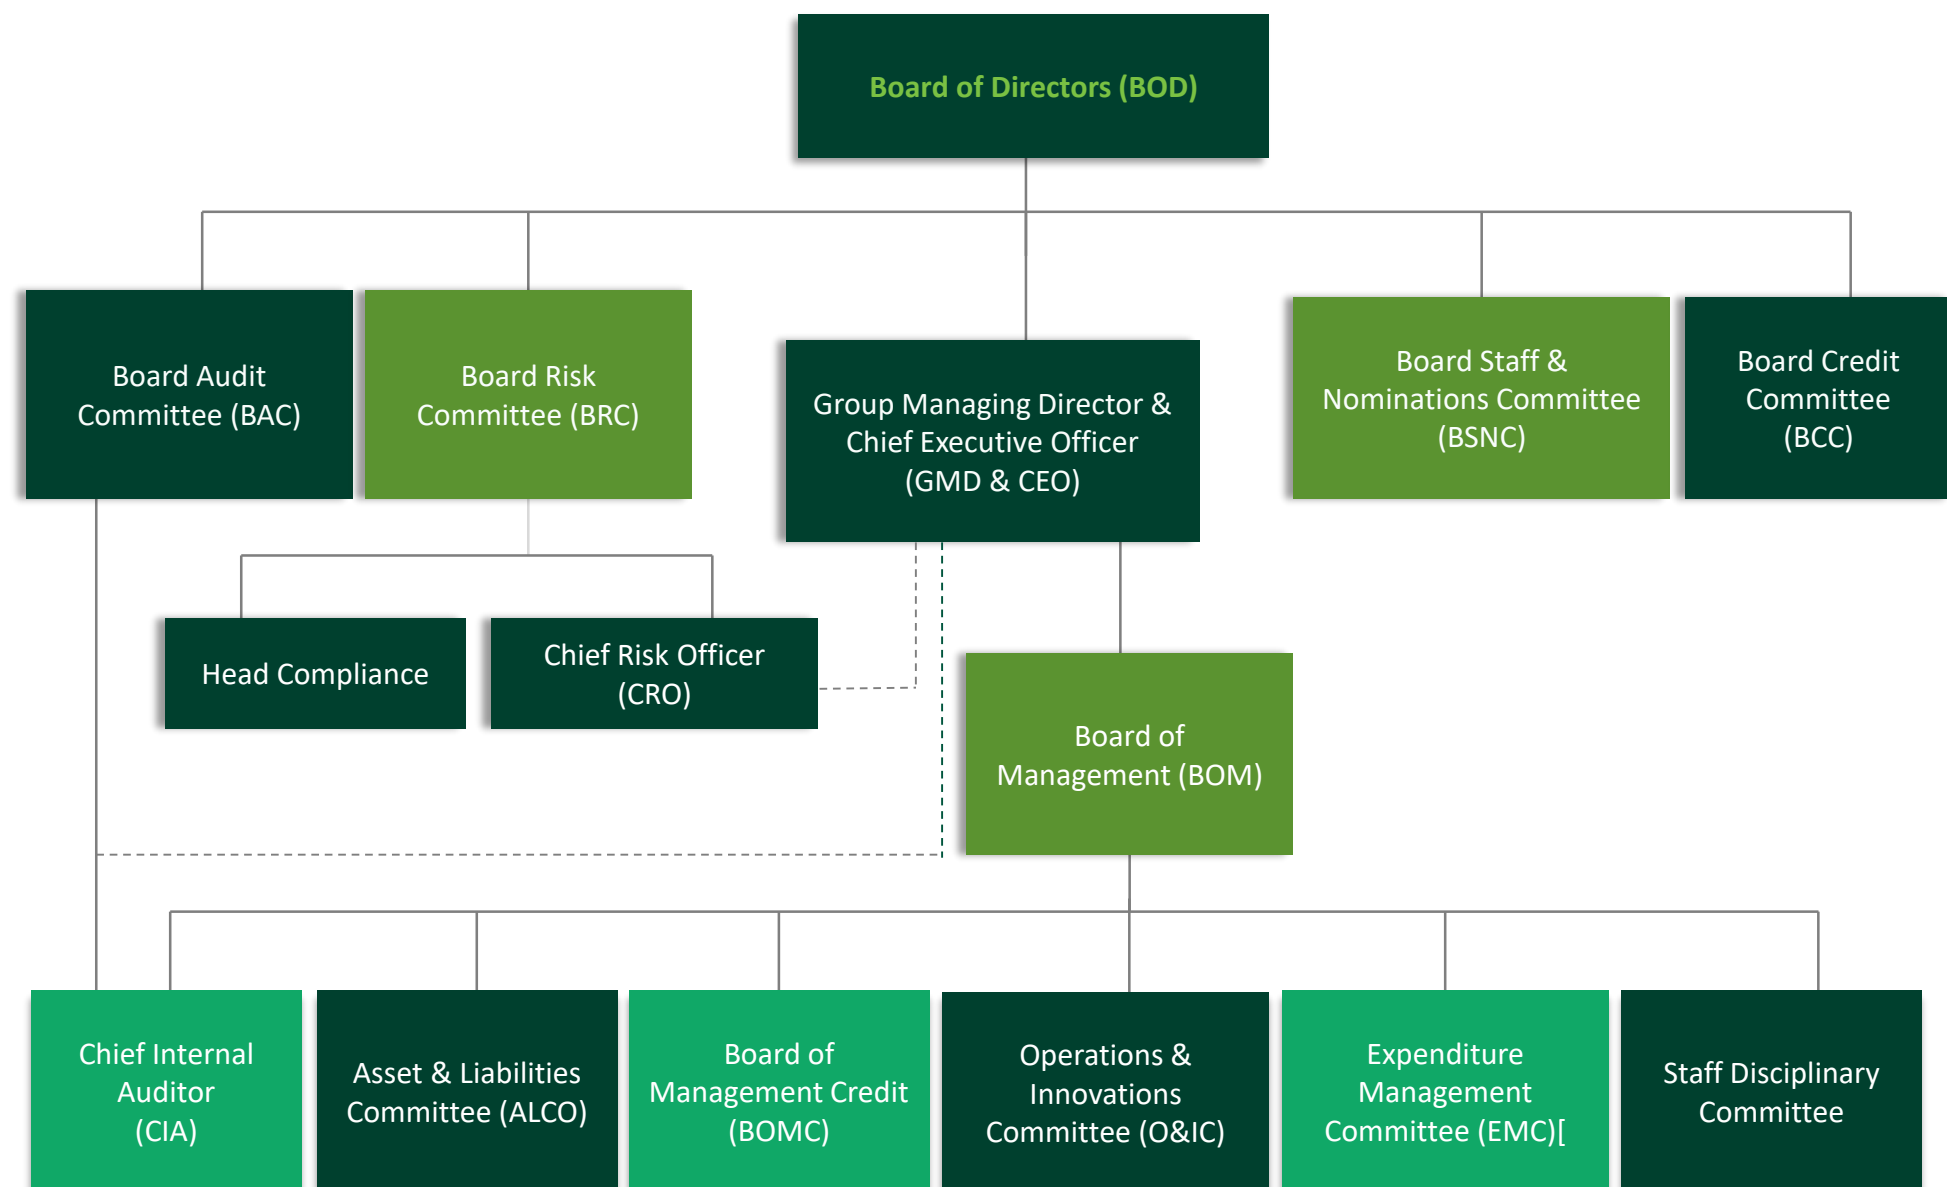 Board of Directors (BOD)
Board Audit
Committee (BAC)
Board Risk
Committee (BRC)
Group Managing Director &
Chief Executive Officer
(GMD & CEO)
Board Staff &
Nominations Committee
(BSNC)
Board Credit
Committee
(BCC)
Head Compliance
Chief Risk Officer
(CRO)
Board of
Management (BOM)
Chief Internal
Auditor
(CIA)
Asset & Liabilities
Committee (ALCO)
Board of
Management Credit
(BOMC)
Operations &
Innovations
Committee (O&IC)
Expenditure
Management
Committee (EMC)[
Staff Disciplinary
Committee